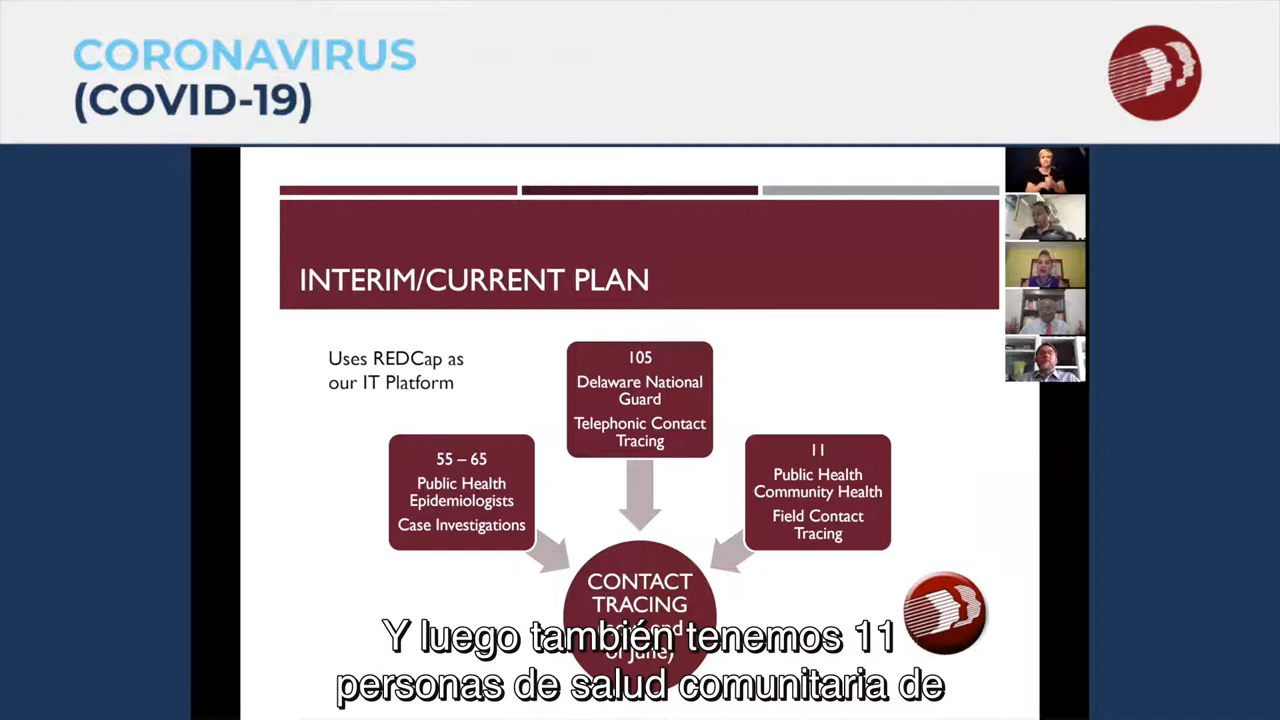 CORONAVIRUS
(COVID-19)
INTERIM/CURRENT PLAN
Uses REDCap as
our IT Platform
105
Delaware National
Guard
Telephonic Contact
Tracing
55 – 65
Public Health
Epidemiologists
Case Investigations
11
Public Health
Community Health
Field Contact
Tracing
CONTACT
TRACING
of June)
Y luego también tenemos 11
personas de salud comunitaria de